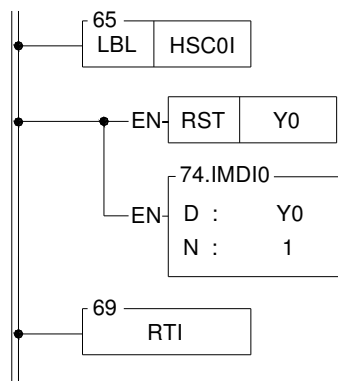 65
LBL HSC0I
EN RST Y0
74.IMDI0
EN D : Y0
N : 1
69
RTI